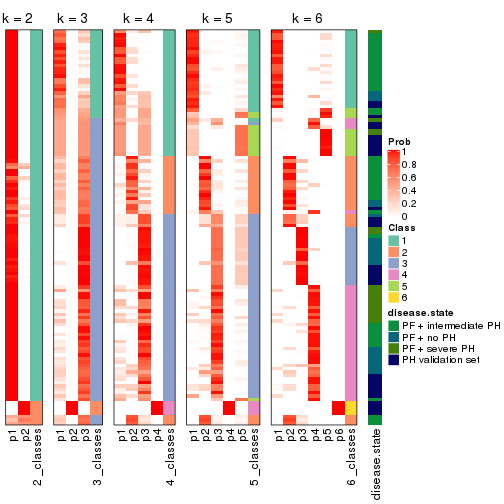 k = 2
k = 3
k = 4
k = 5
k = 6
Prob
1
0.8
0.6
0.4
0.2
0
Class
1
2
3
4
5
6
disease.state
PF + intermediate PH
PF + no PH
PF + severe PH
PH validation set
p1
p2
2_classes
p1
p2
p3
3_classes
p1
p2
p3
p4
4_classes
p1
p2
p3
p4
p5
5_classes
p1
p2
p3
p4
p5
p6
6_classes
disease.state